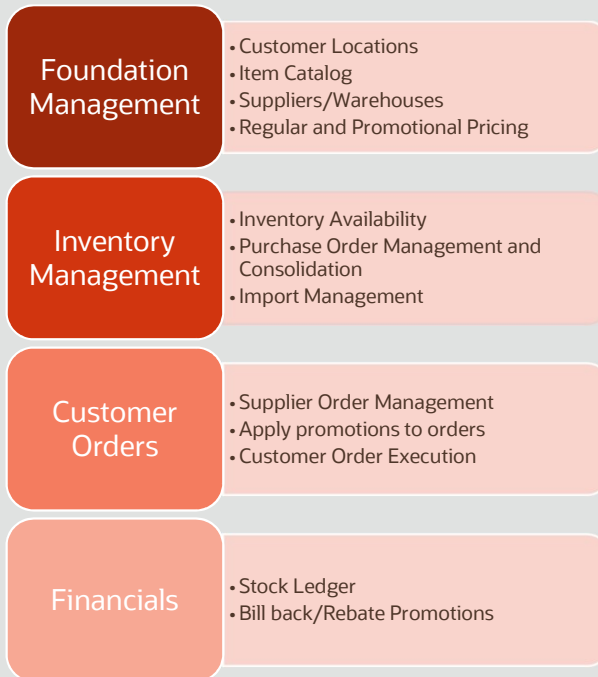 Foundation
Management
• Customer Locations
• Item Catalog
• Suppliers/Warehouses
• Regular and Promotional Pricing
Inventory
Management
• Inventory Availability
• Purchase Order Management and
Consolidation
• Import Management
Customer
Orders
• Supplier Order Management
• Apply promotions to orders
• Customer Order Execution
Financials
• Stock Ledger
• Bill back/Rebate Promotions